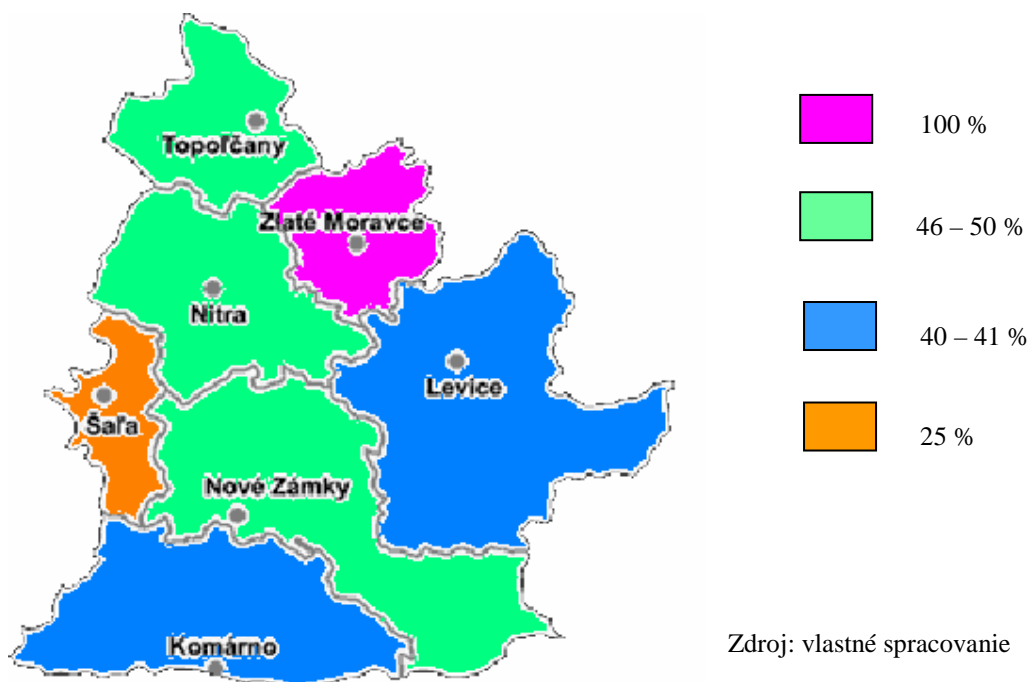 Topoľčany
Zlaté Moravce
Nitra
Levice
Šaľa
Nové Zámky
Komárno
100 %
46 – 50 %
40 – 41 %
25 %
Zdroj: vlastné spracovanie